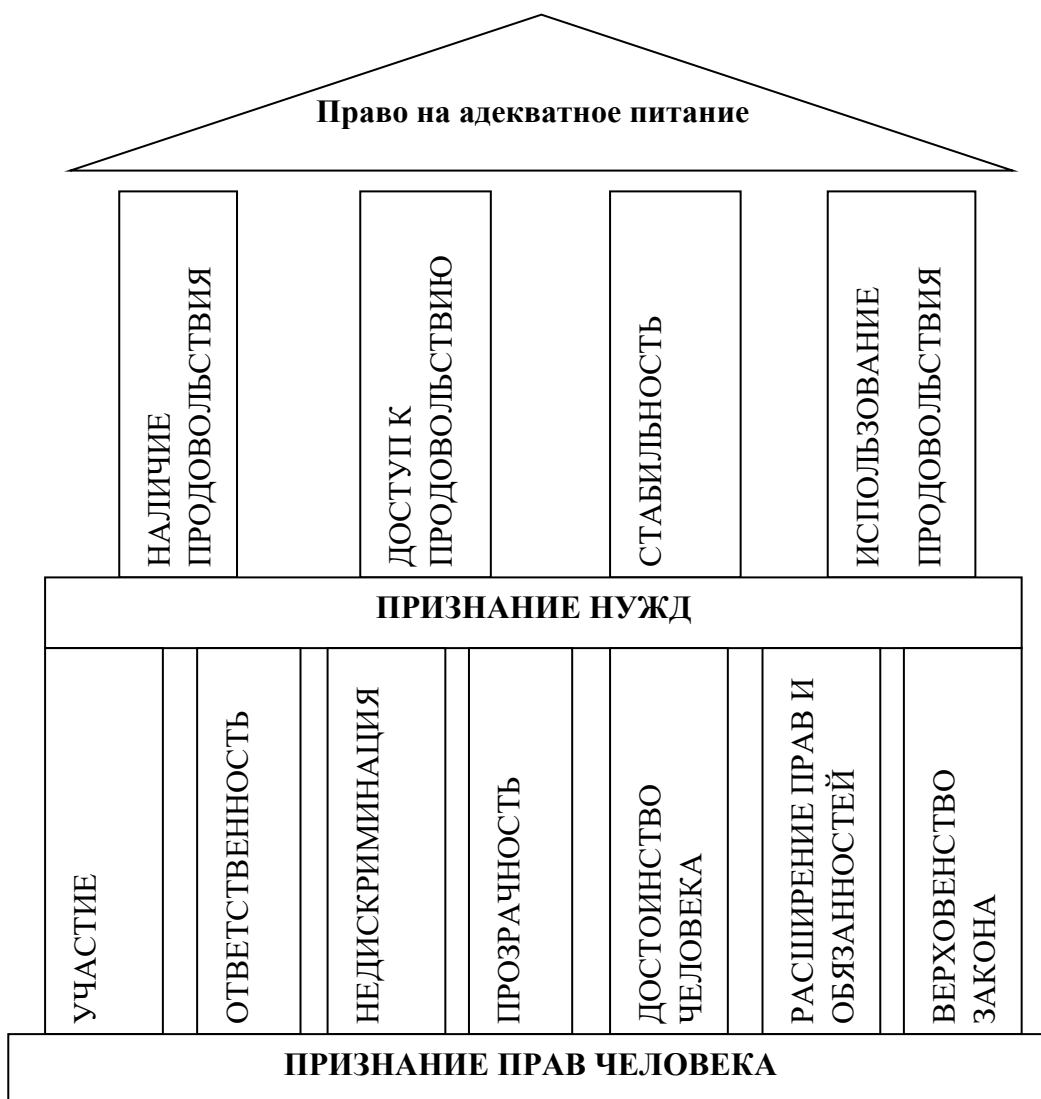 Право на адекватное питание
НАЛИЧИЕ
ПРОДОВОЛЬСТВИЯ
ДОСТУП К
ПРОДОВОЛЬСТВИЮ
СТАБИЛЬНОСТЬ
ИСПОЛЬЗОВАНИЕ
ПРОДОВОЛЬСТВИЯ
ПРИЗНАНИЕ НУЖД
УЧАСТИЕ
ОТВЕТСТВЕННОСТЬ
НЕДИСКРИМИНАЦИЯ
ПРОЗРАЧНОСТЬ
ДОСТОИНСТВО
ЧЕЛОВЕКА
РАСШИРЕНИЕ ПРАВ И
ОБЯЗАННОСТЕЙ
ВЕРХОВЕНСТВО
ЗАКОНА
ПРИЗНАНИЕ ПРАВ ЧЕЛОВЕКА